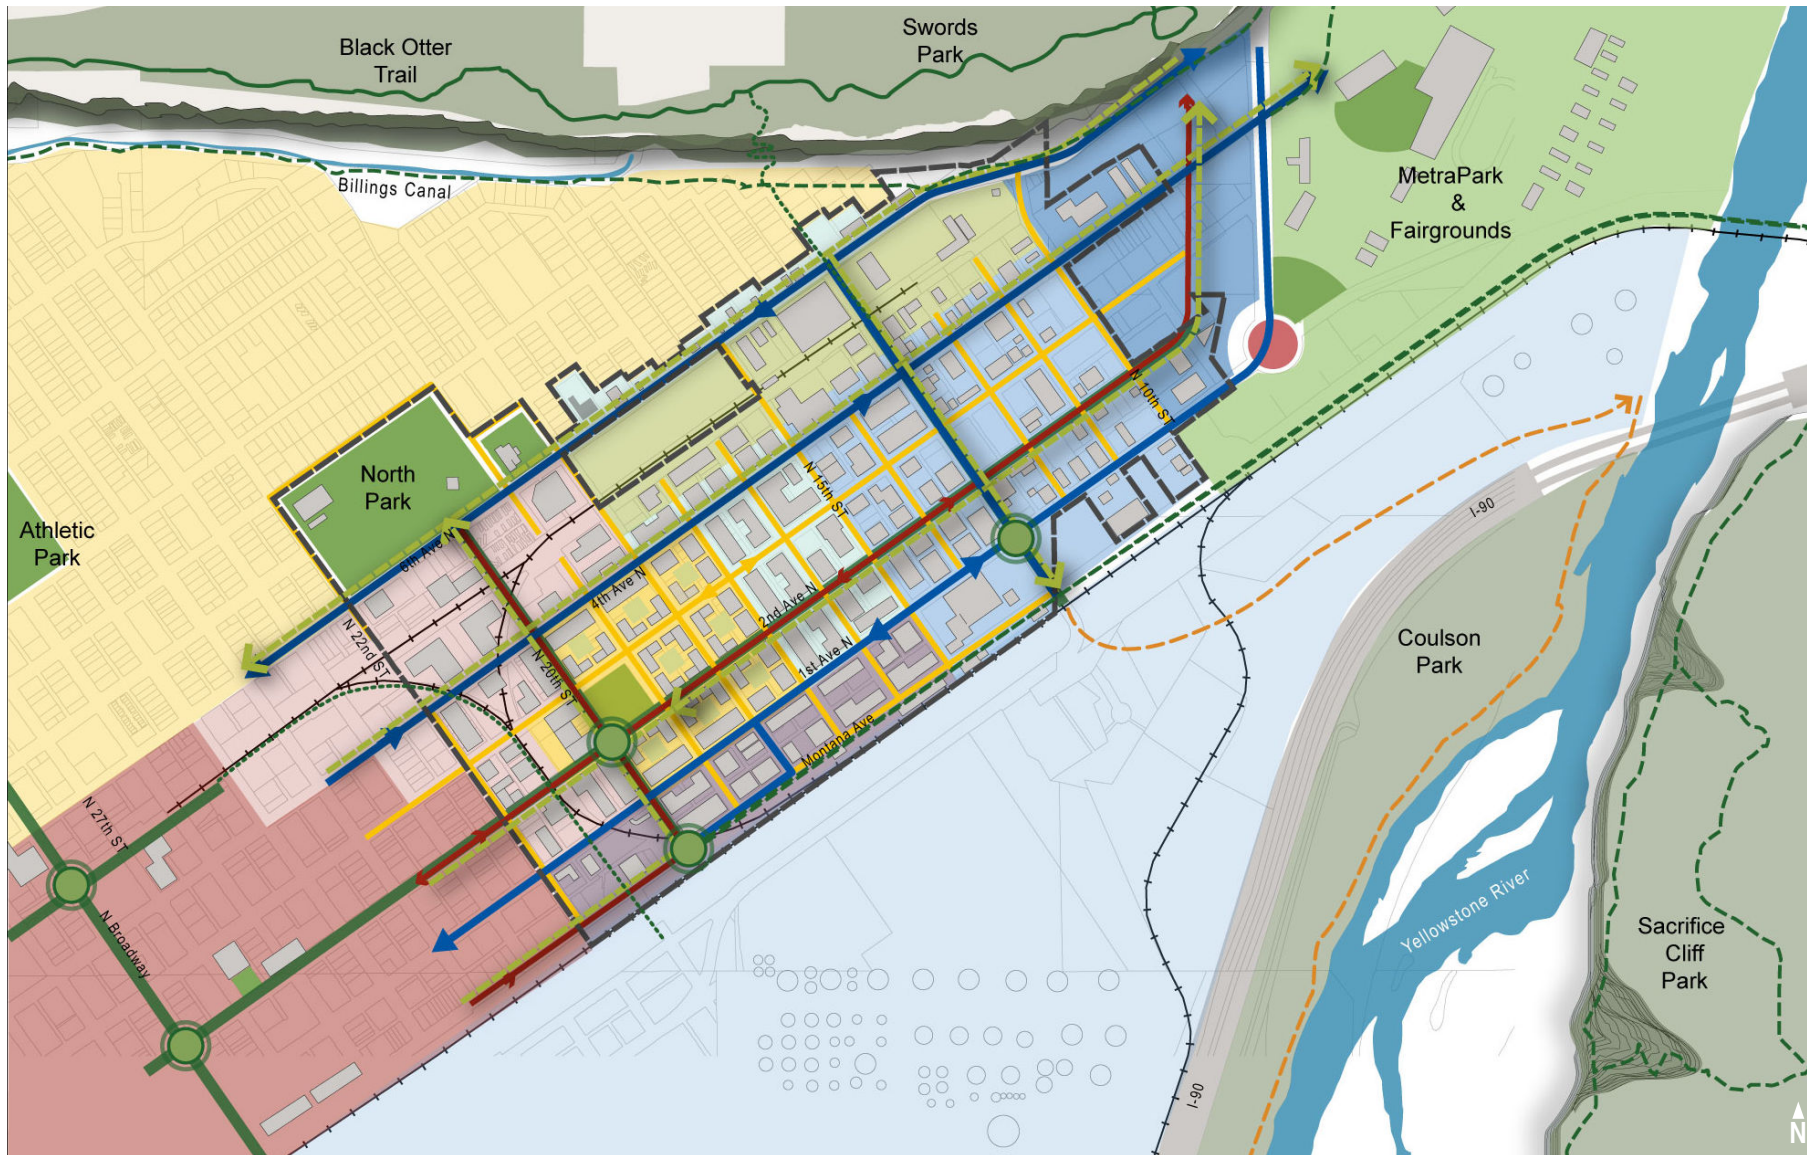 Black Otter
Trail
Swords
Park
Billings Canal
MetraPark
&
Fairgrounds
North
Park
Athletic
Park
6th Ave N
4th Ave N
2nd Ave N
1st Ave N
Montana Ave
N 10th ST
N 15th ST
N 20th ST
N 22nd ST
N 27th ST
N Broadway
I-90
Coulson
Park
Yellowstone River
Sacrifice
Cliff
Park
I-90
N